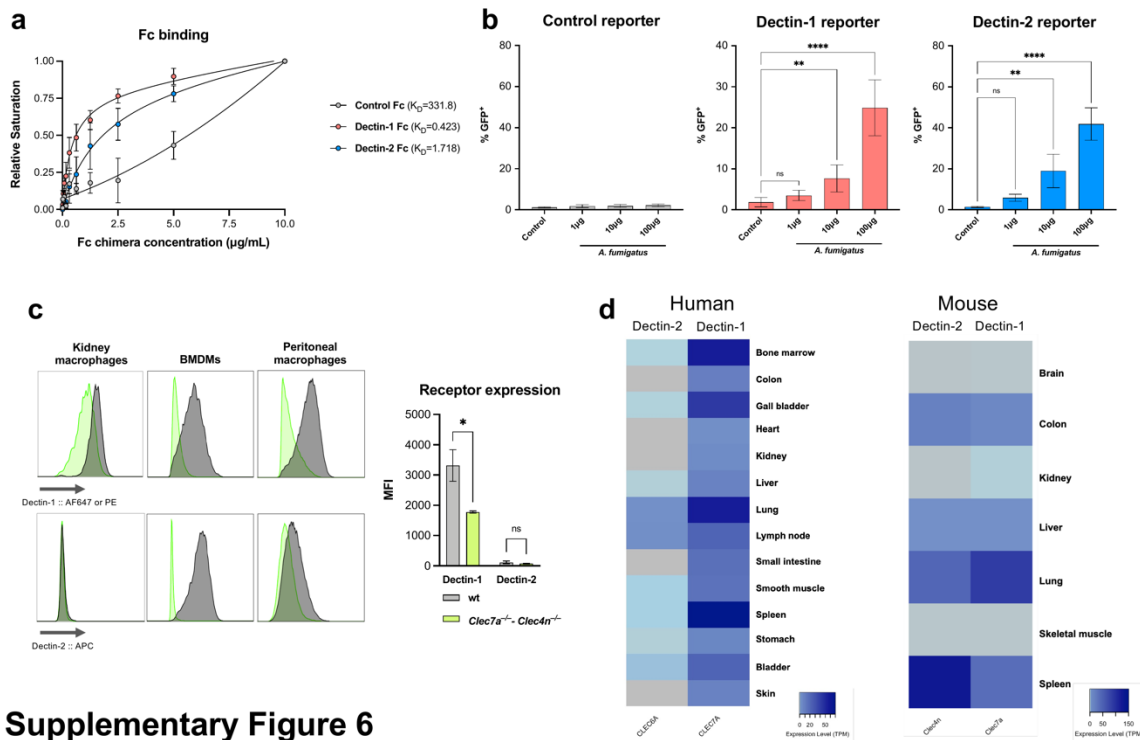 a
Fc binding
Relative Saturation
1.00
0.75
0.50
0.25
0.00
0.0
2.5
5.0
7.5
10.0
Fc chimera concentration (µg/mL)
Control Fc (KD=331.8)
Dectin-1 Fc (KD=0.423)
Dectin-2 Fc (KD=1.718)
b
Control reporter
% GFP+
80
60
40
20
0
Control
1µg
10µg
100µg
A. fumigatus
Dectin-1 reporter
% GFP+
40
30
20
10
0
****
**
ns
Control
1µg
10µg
100µg
A. fumigatus
Dectin-2 reporter
% GFP+
80
60
40
20
0
****
**
ns
Control
1µg
10µg
100µg
A. fumigatus
c
Kidney
macrophages
BMDMs
Peritoneal
macrophages
Dectin-1 :: AF647 or PE
Dectin-2 :: APC
Receptor expression
MFI
5000
4000
3000
2000
1000
0
*
ns
Dectin-1
Dectin-2
wt
Clec7a-/- - Clec4n-/-
d
Human
Dectin-2
Dectin-1
Bone marrow
Colon
Gall bladder
Heart
Kidney
Liver
Lung
Lymph node
Small intestine
Smooth muscle
Spleen
Stomach
Bladder
Skin
CLEC6A
CLEC7A
0
20
50
Expression Level (TPM)
Mouse
Dectin-2
Dectin-1
Brain
Colon
Kidney
Liver
Lung
Skeletal muscle
Spleen
Clec4n
Clec7a
0
50
150
Expression Level (TPM)
Supplementary Figure 6